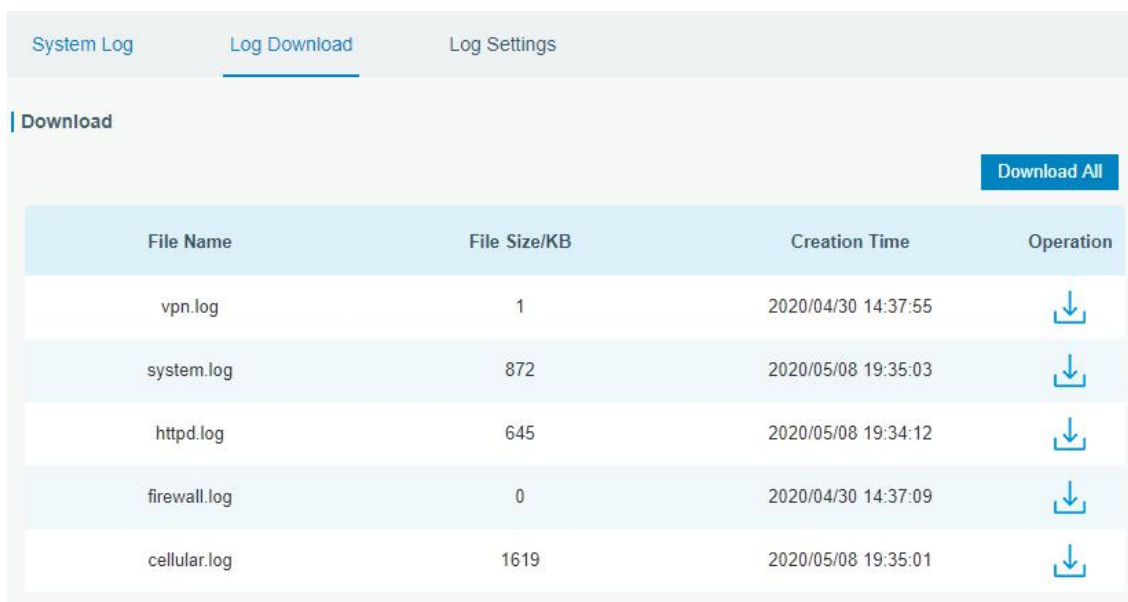 System Log Log Download Log Settings
Download
Download All
File Name File Size/KB Creation Time Operation
vpn.log 1 2020/04/30 14:37:55
system.log 872 2020/05/08 19:35:03
httpd.log 645 2020/05/08 19:34:12
firewall.log 0 2020/04/30 14:37:09
cellular.log 1619 2020/05/08 19:35:01